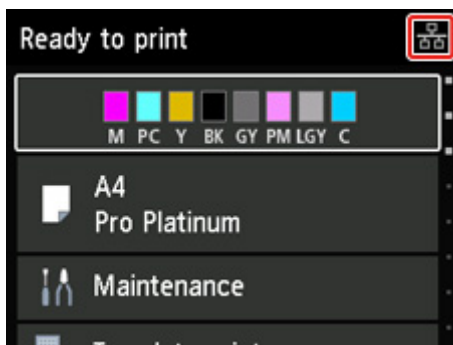 Ready to print
M PC Y BK GY PM LGY C
A4
Pro Platinum
Maintenance